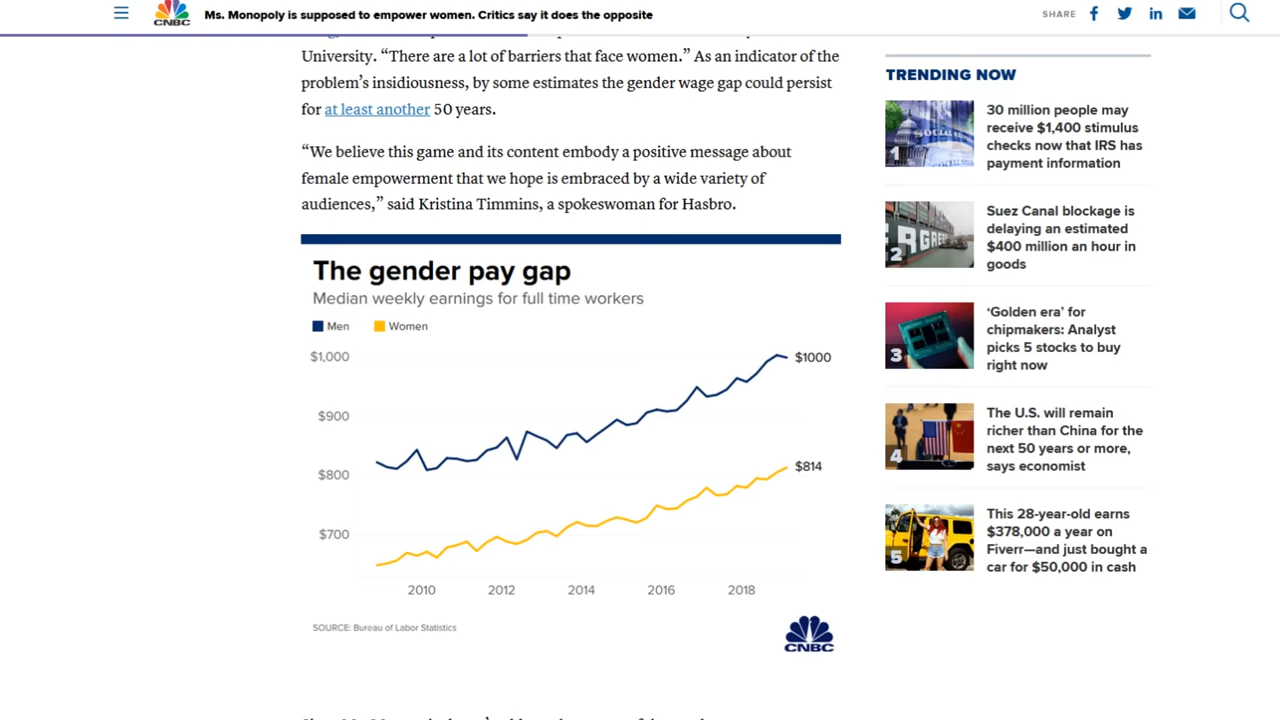 CNBC
Ms. Monopoly is supposed to empower women. Critics say it does the opposite
SHARE
University. “There are a lot of barriers that face women.” As an indicator of the
problem’s insidiousness, by some estimates the gender wage gap could persist
for at least another 50 years.
“We believe this game and its content embody a positive message about
female empowerment that we hope is embraced by a wide variety of
audiences,” said Kristina Timmins, a spokeswoman for Hasbro.
The gender pay gap
Median weekly earnings for full time workers
Men Women
$1,000
$1000
$900
$800
$814
$700
2010 2012 2014 2016 2018
SOURCE: Bureau of Labor Statistics
CNBC
TRENDING NOW
1
30 million people may
receive $1,400 stimulus
checks now that IRS has
payment information
2
Suez Canal blockage is
delaying an estimated
$400 million an hour in
goods
3
‘Golden era’ for
chipmakers: Analyst
picks 5 stocks to buy
right now
4
The U.S. will remain
richer than China for the
next 50 years or more,
says economist
5
This 28-year-old earns
$378,000 a year on
Fiverr—and just bought a
car for $50,000 in cash